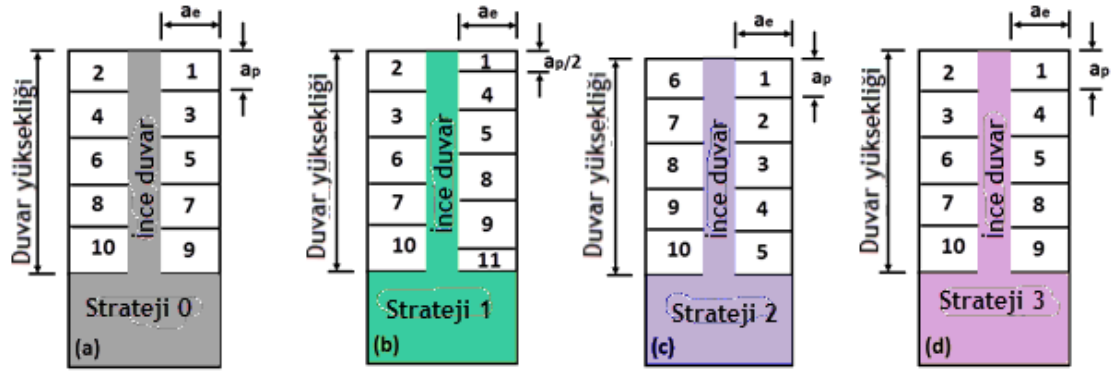 aₑ
Duvar yüksekliği
2
1
aₚ
4
3
6
5
8
7
10
9
ince duvar
Strateji 0
(a)
aₑ
Duvar yüksekliği
2
1
aₚ/2
3
4
5
6
7
8
9
10
11
ince duvar
Strateji 1
(b)
aₑ
Duvar yüksekliği
6
1
aₚ
7
2
8
3
9
4
10
5
ince duvar
Strateji 2
(c)
aₑ
Duvar yüksekliği
2
1
aₚ
3
4
6
5
7
8
10
9
ince duvar
Strateji 3
(d)